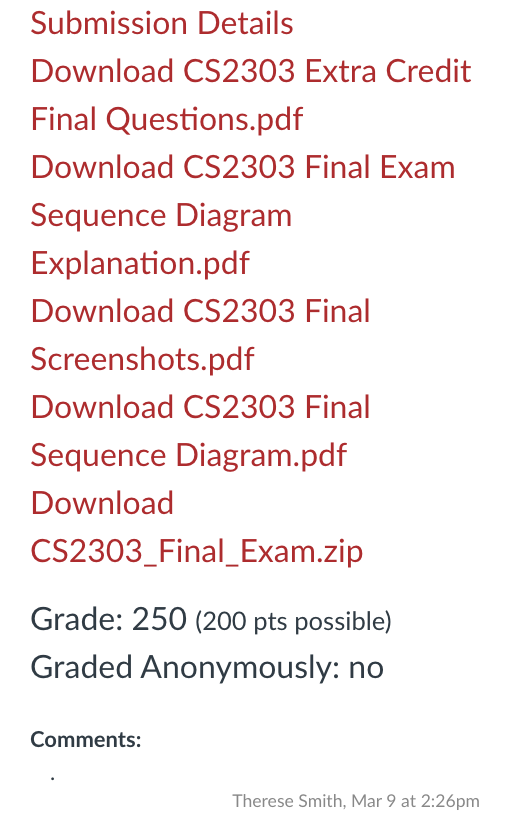 Submission Details
Download CS2303 Extra Credit
Final Questions.pdf
Download CS2303 Final Exam
Sequence Diagram
Explanation.pdf
Download CS2303 Final
Screenshots.pdf
Download CS2303 Final
Sequence Diagram.pdf
Download
CS2303_Final_Exam.zip
Grade: 250 (200 pts possible)
Graded Anonymously: no
Comments:
.
Therese Smith, Mar 9 at 2:26pm